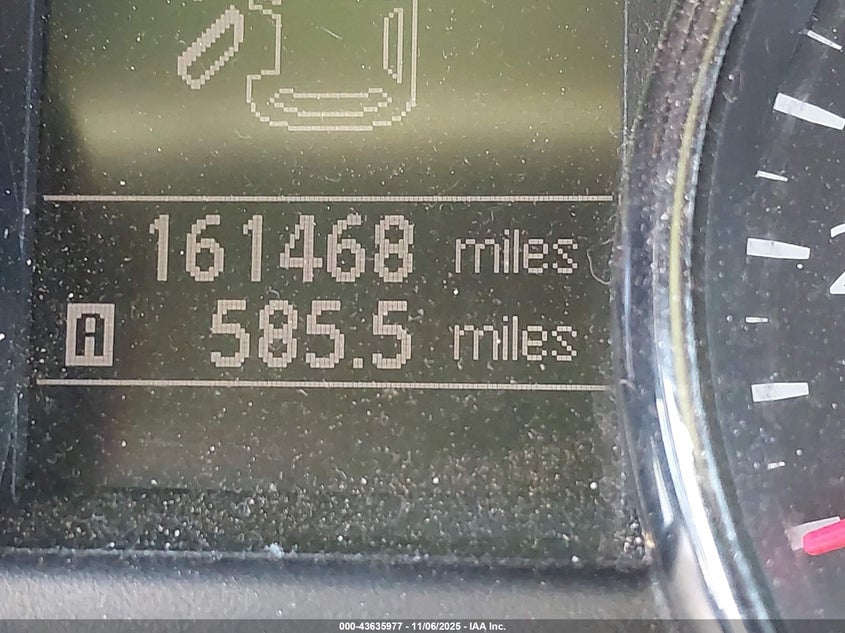 161468 miles
A 585.5 miles
000-43635977 - 11/06/2025 - IAA Inc.